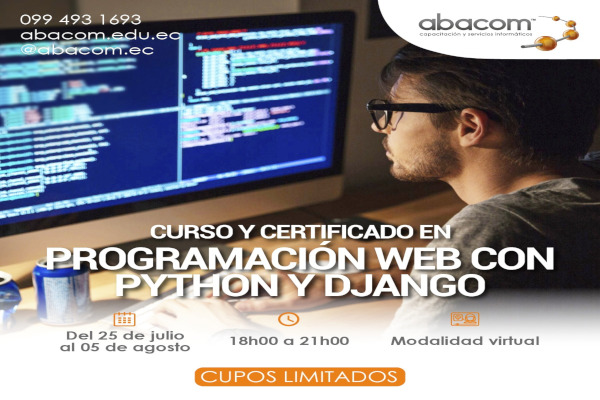 099 493 1693
abacom.edu.ec
@abacom.ec
abacom™
capacitación y servicios informáticos
CURSO Y CERTIFICADO EN
PROGRAMACIÓN WEB CON
PYTHON Y DJANGO
Del 25 de julio
al 05 de agosto
18h00 a 21h00
Modalidad virtual
CUPOS LIMITADOS